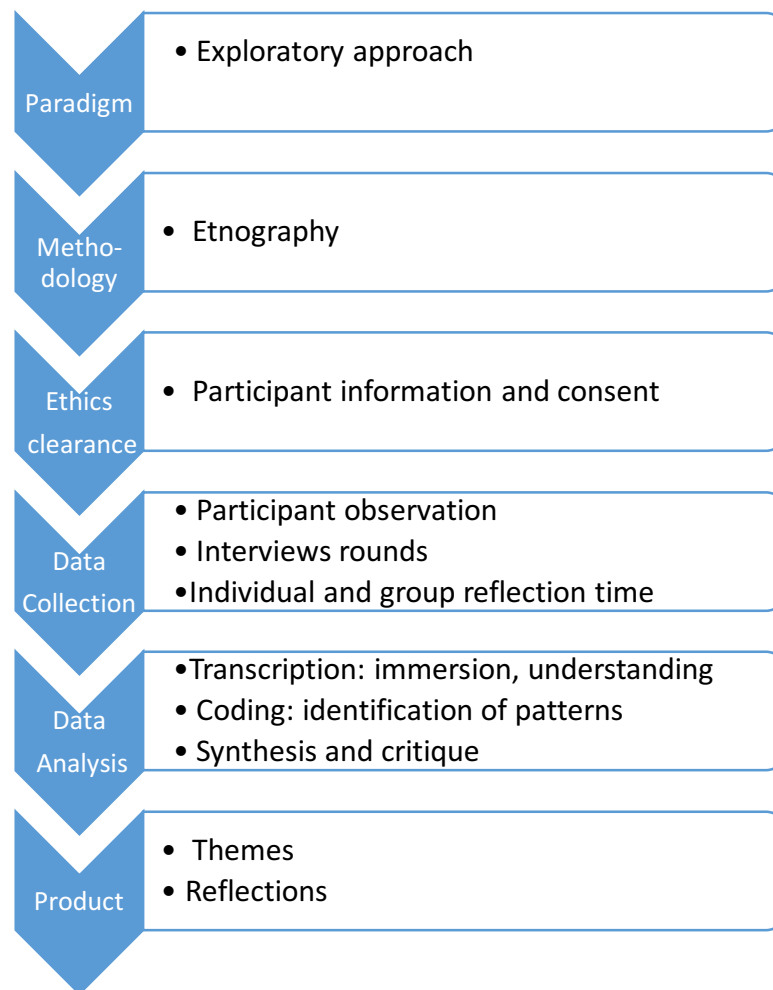 Paradigm
• Exploratory approach
Metho-
dology
• Etnography
Ethics
clearance
• Participant information and consent
Data
Collection
• Participant observation
• Interviews rounds
•Individual and group reflection time
Data
Analysis
•Transcription: immersion, understanding
• Coding: identification of patterns
• Synthesis and critique
Product
• Themes
• Reflections